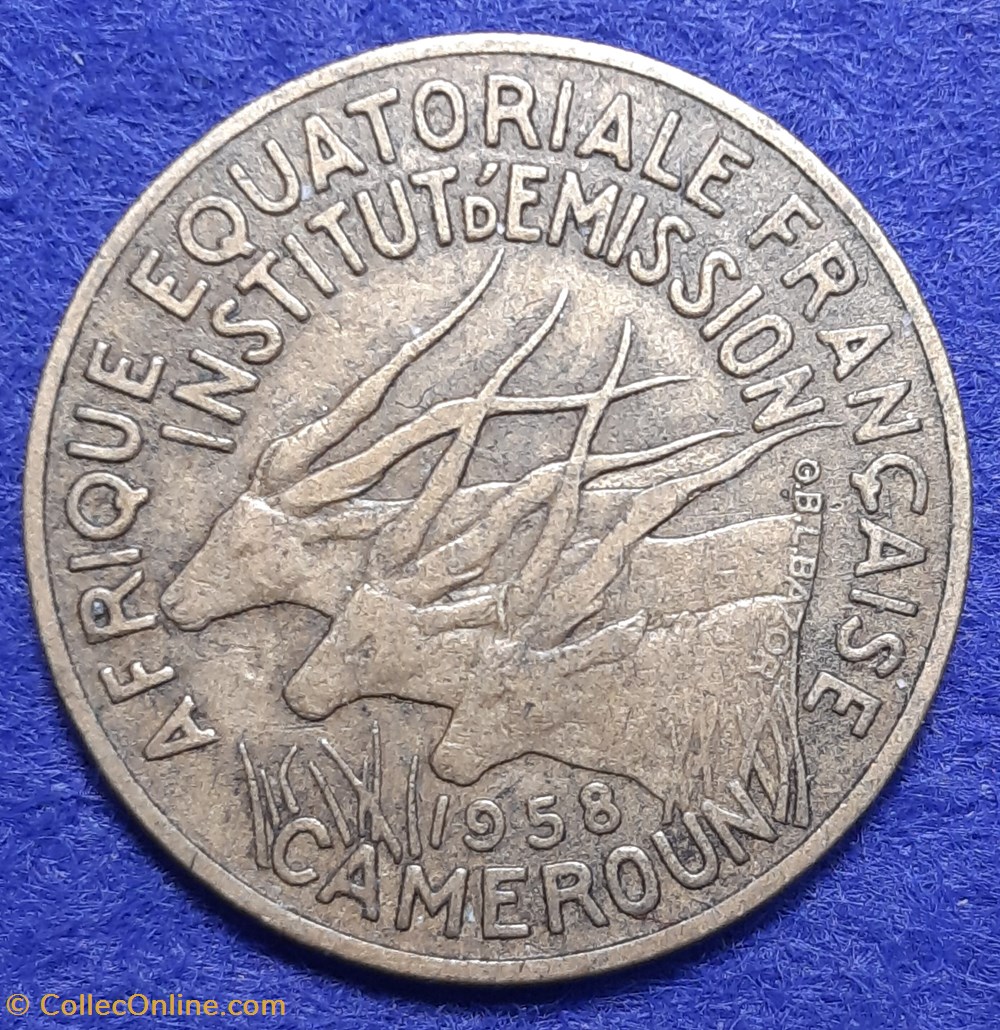 AFRIQUE EQUATORIALE FRANÇAISE
INSTITUT D'EMISSION
G.B.L.BAZOR
1958
CAMEROUN
© CollecOnline.com